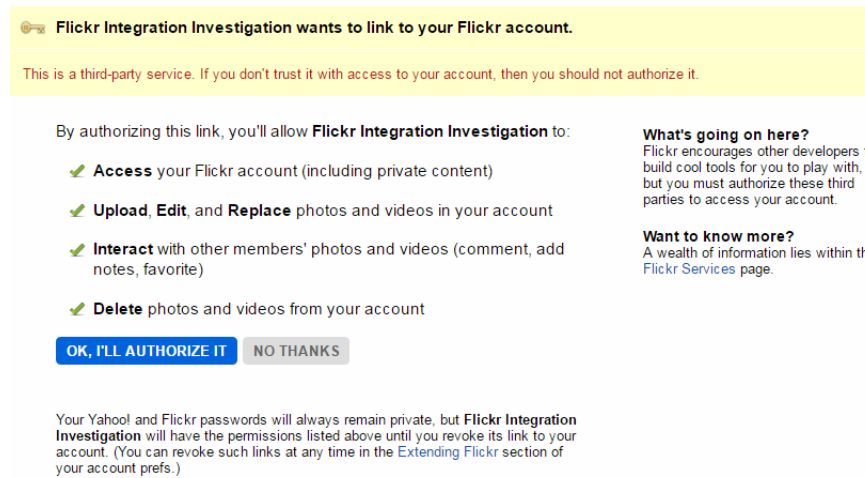 Flickr Integration Investigation wants to link to your Flickr account.
This is a third-party service. If you don't trust it with access to your account, then you should not authorize it.
By authorizing this link, you'll allow Flickr Integration Investigation to:
Access your Flickr account (including private content)
Upload, Edit, and Replace photos and videos in your account
Interact with other members' photos and videos (comment, add
notes, favorite)
Delete photos and videos from your account
OK, I'LL AUTHORIZE IT
NO THANKS
Your Yahoo! and Flickr passwords will always remain private, but Flickr Integration
Investigation will have the permissions listed above until you revoke its link to your
account. (You can revoke such links at any time in the Extending Flickr section of
your account prefs.)
What's going on here?
Flickr encourages other developers
build cool tools for you to play with,
but you must authorize these third
parties to access your account.
Want to know more?
A wealth of information lies within
Flickr Services page.